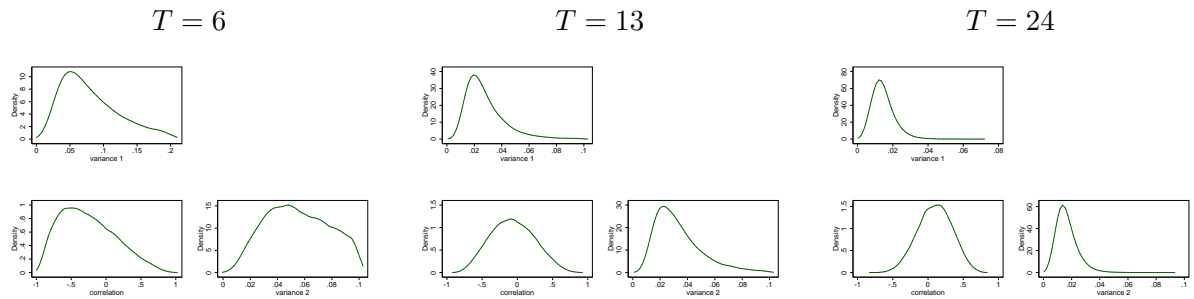 T = 6 T = 13 T = 24
Density
0 2 4 6 8 10
0 .05 .1 .15 .2
variance 1
Density
0 10 20 30 40
0 .02 .04 .06 .08 .1
variance 1
Density
0 20 40 60 80
0 .02 .04 .06 .08
variance 1
Density
0 .2 .4 .6 .8 1
-1 -.5 0 .5 1
correlation
Density
0 5 10 15
0 .02 .04 .06 .08 .1
variance 2
Density
0 .5 1 1.5
-1 -.5 0 .5 1
correlation
Density
0 10 20 30
0 .02 .04 .06 .08 .1
variance 2
Density
0 .5 1 1.5
-1 -.5 0 .5 1
correlation
Density
0 20 40 60
0 .02 .04 .06 .08 .1
variance 2